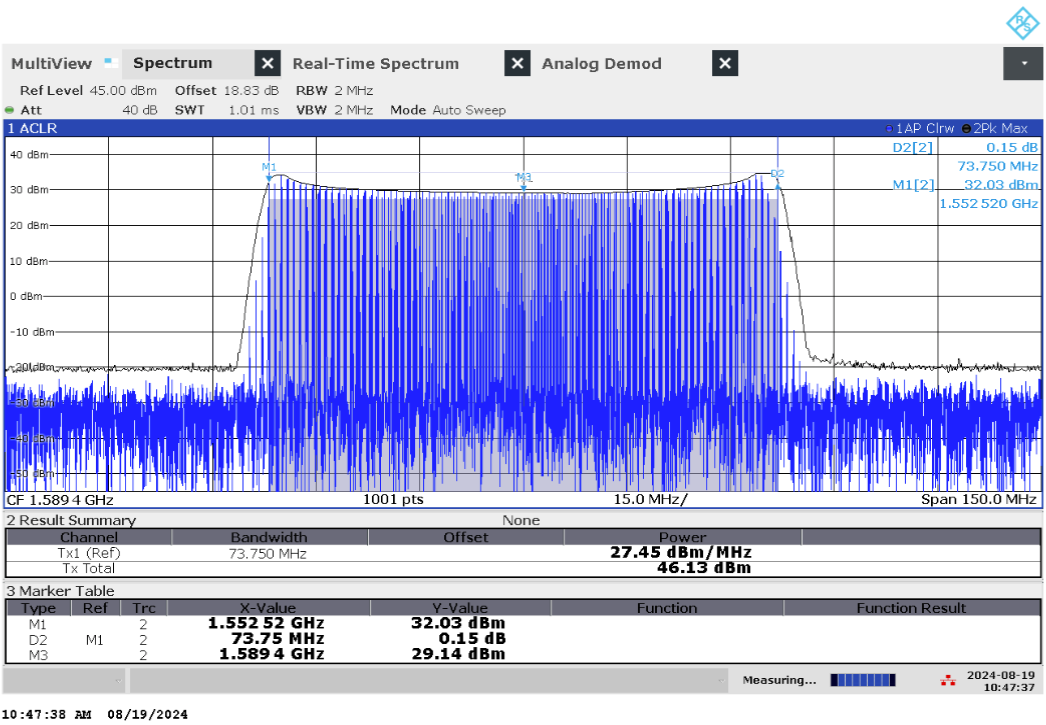 R&S
MultiView Spectrum Real-Time Spectrum Analog Demod
Ref Level 45.00 dBm Offset 18.83 dB RBW 2 MHz
Att 40 dB SWT 1.01 ms VBW 2 MHz Mode Auto Sweep
1 ACLR 1AP Clrw 2Pk Max
D2[2] 0.15 dB
73.750 MHz
M1[2] 32.03 dBm
1.552 520 GHz
40 dBm
30 dBm
20 dBm
10 dBm
0 dBm
-10 dBm
-20 dBm
-30 dBm
-40 dBm
-50 dBm
M1
M3
D2
CF 1.589 4 GHz 1001 pts 15.0 MHz/ Span 150.0 MHz
2 Result Summary None
Channel Bandwidth Offset Power
Tx1 (Ref) 73.750 MHz 27.45 dBm/MHz
Tx Total 46.13 dBm
3 Marker Table
Type Ref Trc X-Value Y-Value Function Function Result
M1 2 1.552 52 GHz 32.03 dBm
D2 M1 2 73.75 MHz 0.15 dB
M3 2 1.589 4 GHz 29.14 dBm
Measuring... 2024-08-19
10:47:37
10:47:38 AM 08/19/2024